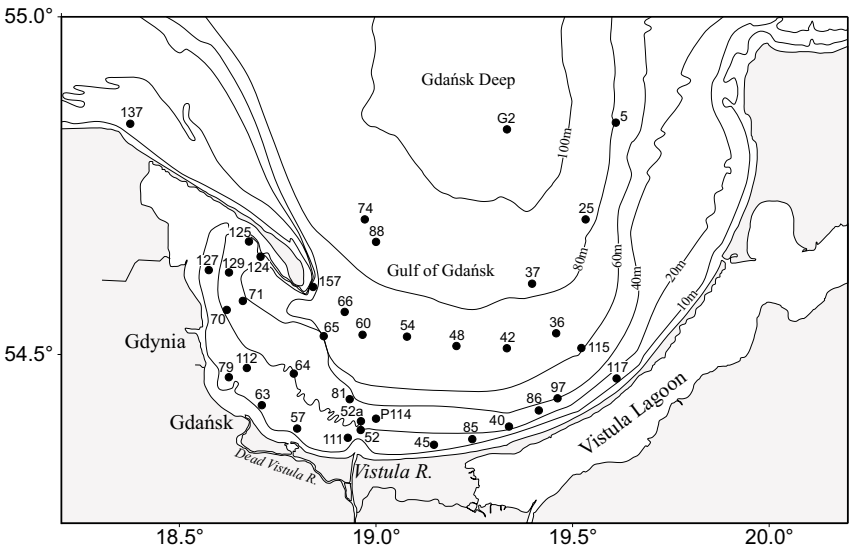 55.0°
Gdańsk Deep
137
G2
5
100m
74
25
125
88
80m
60m
127
129
124
Gulf of Gdańsk
37
40m
20m
157
71
10m
70
66
65
60
54
48
42
36
115
Gdynia
54.5°
79
112
64
117
63
81
97
86
Gdańsk
52a
P114
57
40
Vistula Lagoon
111
52
45
85
Dead Vistula R.
Vistula R.
18.5°
19.0°
19.5°
20.0°